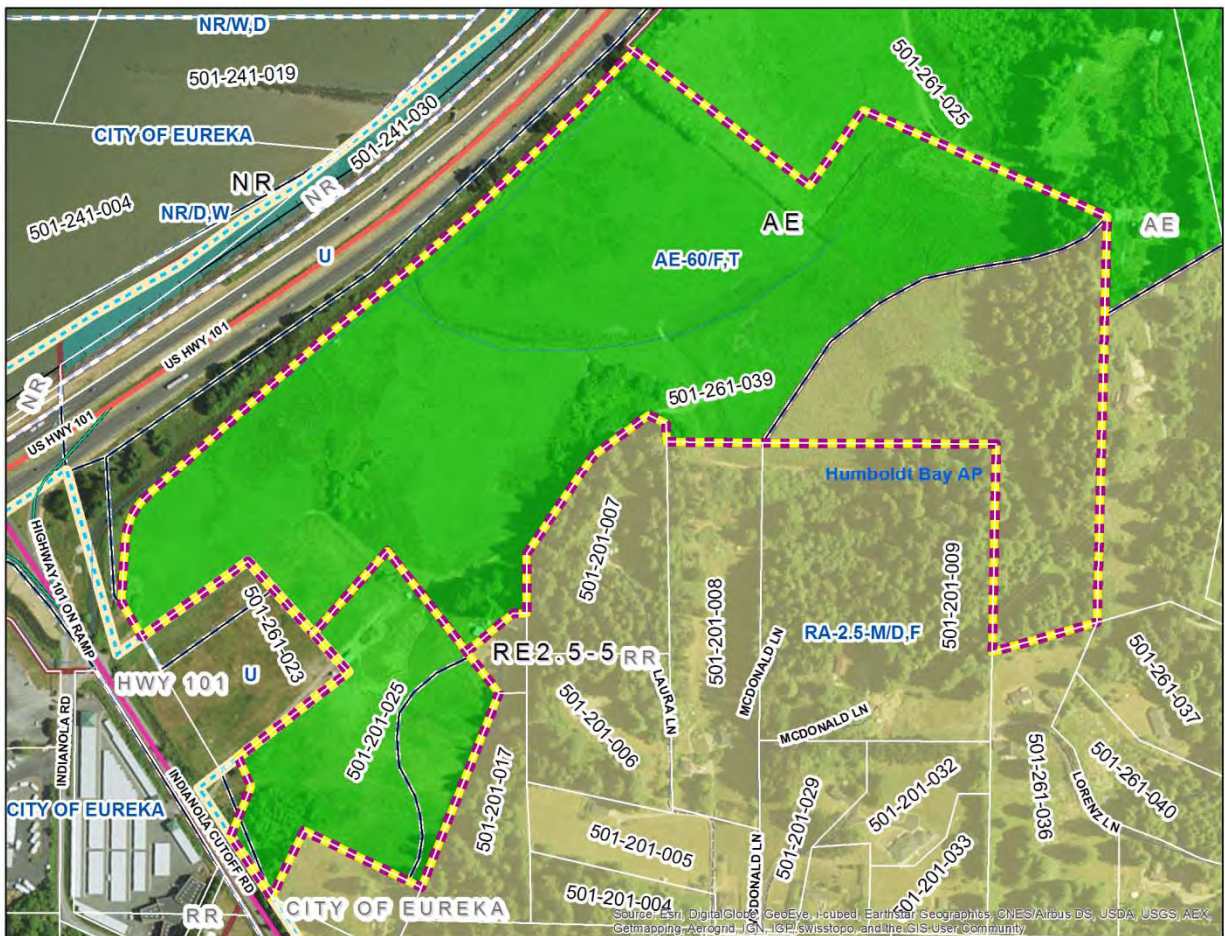 NR/W,D
501-241-019
501-241-030
CITY OF EUREKA
NR
NR
501-241-004
NR/D,W
U
501-261-025
AE
AE
AE-60/F,T
US HWY 101
NR
US HWY 101
501-261-039
Humboldt Bay AP
HIGHWAY 101 ON RAMP
501-201-007
501-201-008
501-201-009
RA-2.5-M/D,F
501-261-023
RE2.5-5
RR
HWY 101
U
INDIANOLA RD
501-201-025
501-201-006
LAURA LN
MCDONALD LN
MCDONALD LN
501-261-037
501-201-017
CITY OF EUREKA
INDIANOLA CUTOFF RD
501-201-032
501-261-036
LORENZ LN
501-261-040
501-201-029
501-201-005
501-201-033
501-201-004
MCDONALD LN
RR
CITY OF EUREKA
Source: Esri, DigitalGlobe, GeoEye, i-cubed, Earthstar Geographics, CNES/Airbus DS, USDA, USGS, AEX,
Getmapping, Aerogrid, IGN, IGP, swisstopo, and the GIS User Community